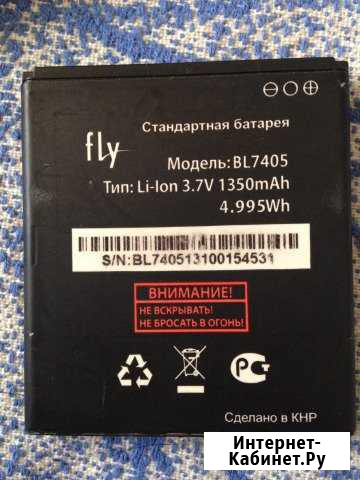 fly
Стандартная батарея
Модель:BL7405
Тип: Li-Ion 3.7V 1350mAh
4.995Wh
S/N:BL740513100154531
ВНИМАНИЕ!
НЕ ВСКРЫВАТЬ!
НЕ БРОСАТЬ В ОГОНЬ!
РС
Сделано в КНР
Интернет-
Кабинет.Ру